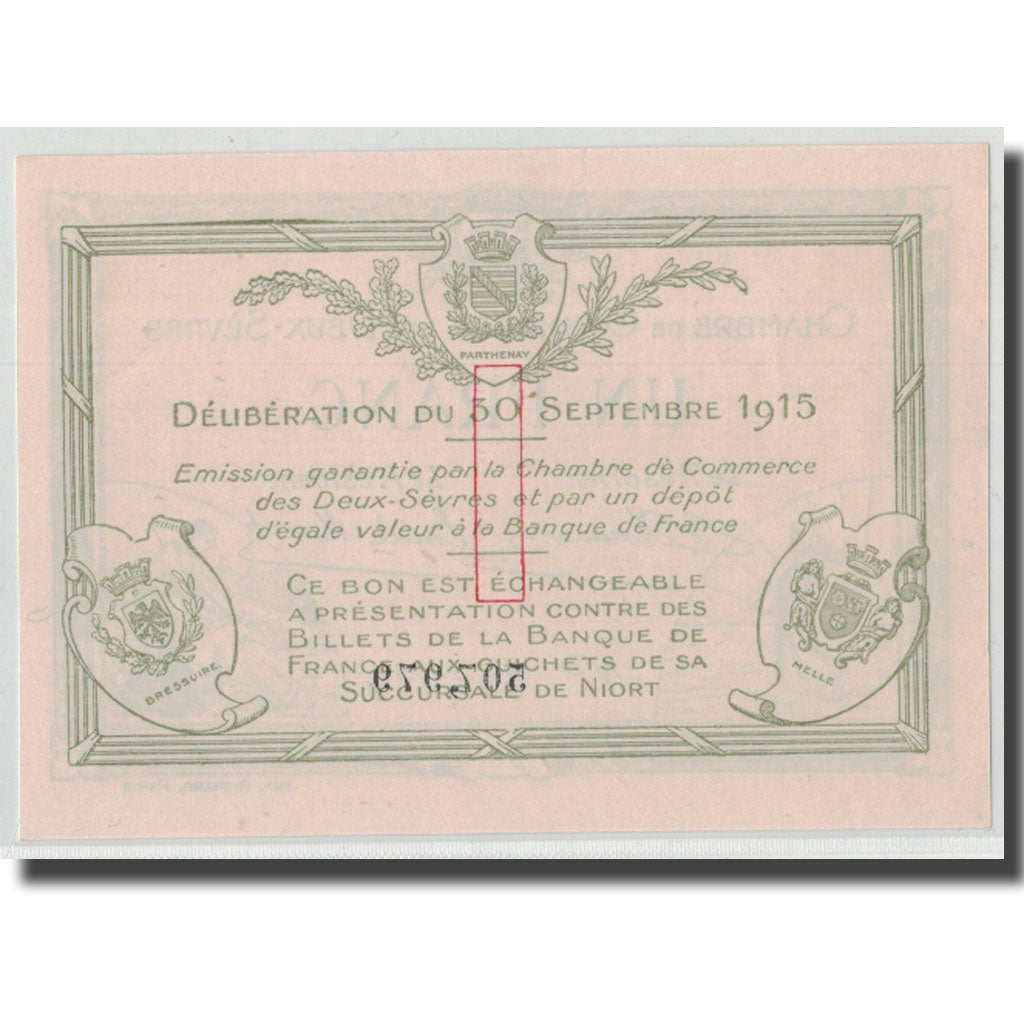 PARTHENAY
DÉLIBÉRATION DU 30 SEPTEMBRE 1915
Emission garantie par la Chambre dè Commerce
des Deux-Sèvres et par un dépôt
d'égale valeur à la Banque de France
CE BON EST ÉCHANGEABLE
A PRÉSENTATION CONTRE DES
BILLETS DE LA BANQUE DE
FRANCE AUX GUICHETS DE SA
SUCCURSALE DE NIORT
BRESSUIRE.
MELLE